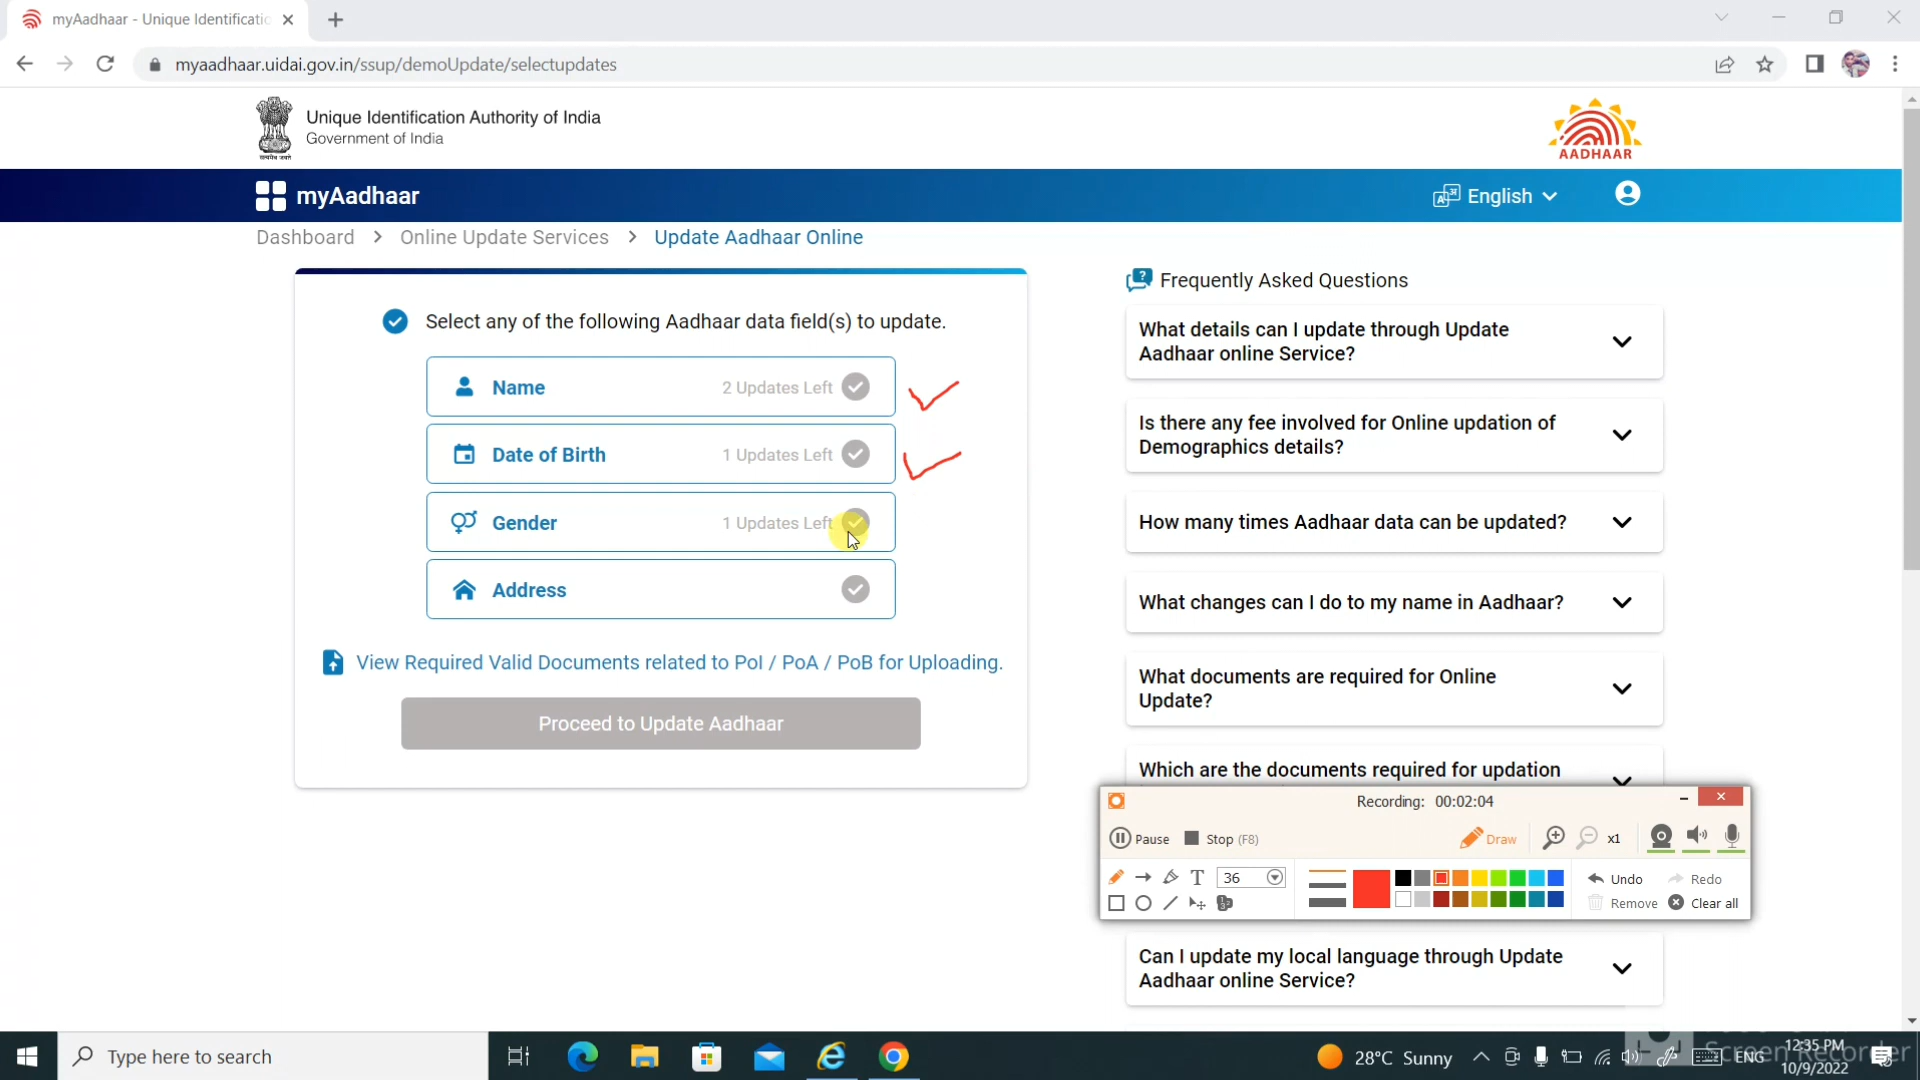 myAadhaar - Unique Identificatio
myaadhaar.uidai.gov.in/ssup/demoUpdate/selectupdates
सत्यमेव जयते
Unique Identification Authority of India
Government of India
AADHAAR
myAadhaar
English
Dashboard > Online Update Services > Update Aadhaar Online
Select any of the following Aadhaar data field(s) to update.
Name 2 Updates Left
Date of Birth 1 Updates Left
Gender 1 Updates Left
Address
View Required Valid Documents related to PoI / PoA / PoB for Uploading.
Proceed to Update Aadhaar
Frequently Asked Questions
What details can I update through Update
Aadhaar online Service?
Is there any fee involved for Online updation of
Demographics details?
How many times Aadhaar data can be updated?
What changes can I do to my name in Aadhaar?
What documents are required for Online
Update?
Which are the documents required for updation
Recording: 00:02:04
Pause Stop (F8) Draw x1
T 36 Undo Redo
Remove Clear all
Can I update my local language through Update
Aadhaar online Service?
Type here to search
28°C Sunny
ENG
12:35 PM
10/9/2022
Screen Recorder